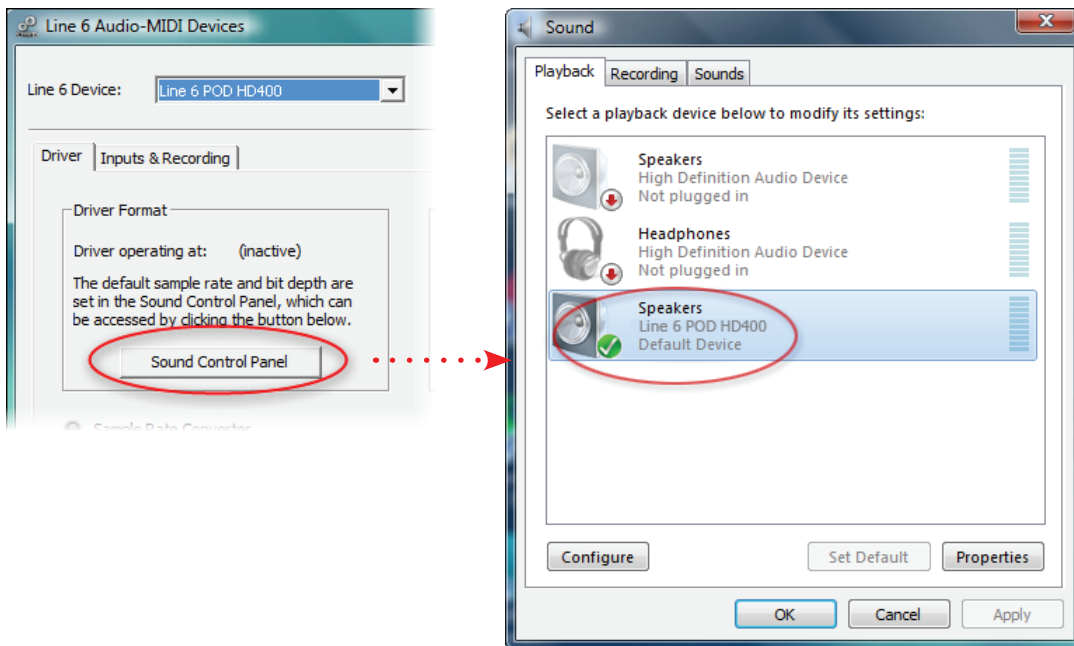 Line 6 Audio-MIDI Devices
Line 6 Device:
Line 6 POD HD400
Driver
Inputs & Recording
Driver Format
Driver operating at: (inactive)
The default sample rate and bit depth are
set in the Sound Control Panel, which can
be accessed by clicking the button below.
Sound Control Panel
Sample Rate Converter
Sound
Playback
Recording
Sounds
Select a playback device below to modify its settings:
Speakers
High Definition Audio Device
Not plugged in
Headphones
High Definition Audio Device
Not plugged in
Speakers
Line 6 POD HD400
Default Device
Configure
Set Default
Properties
OK
Cancel
Apply